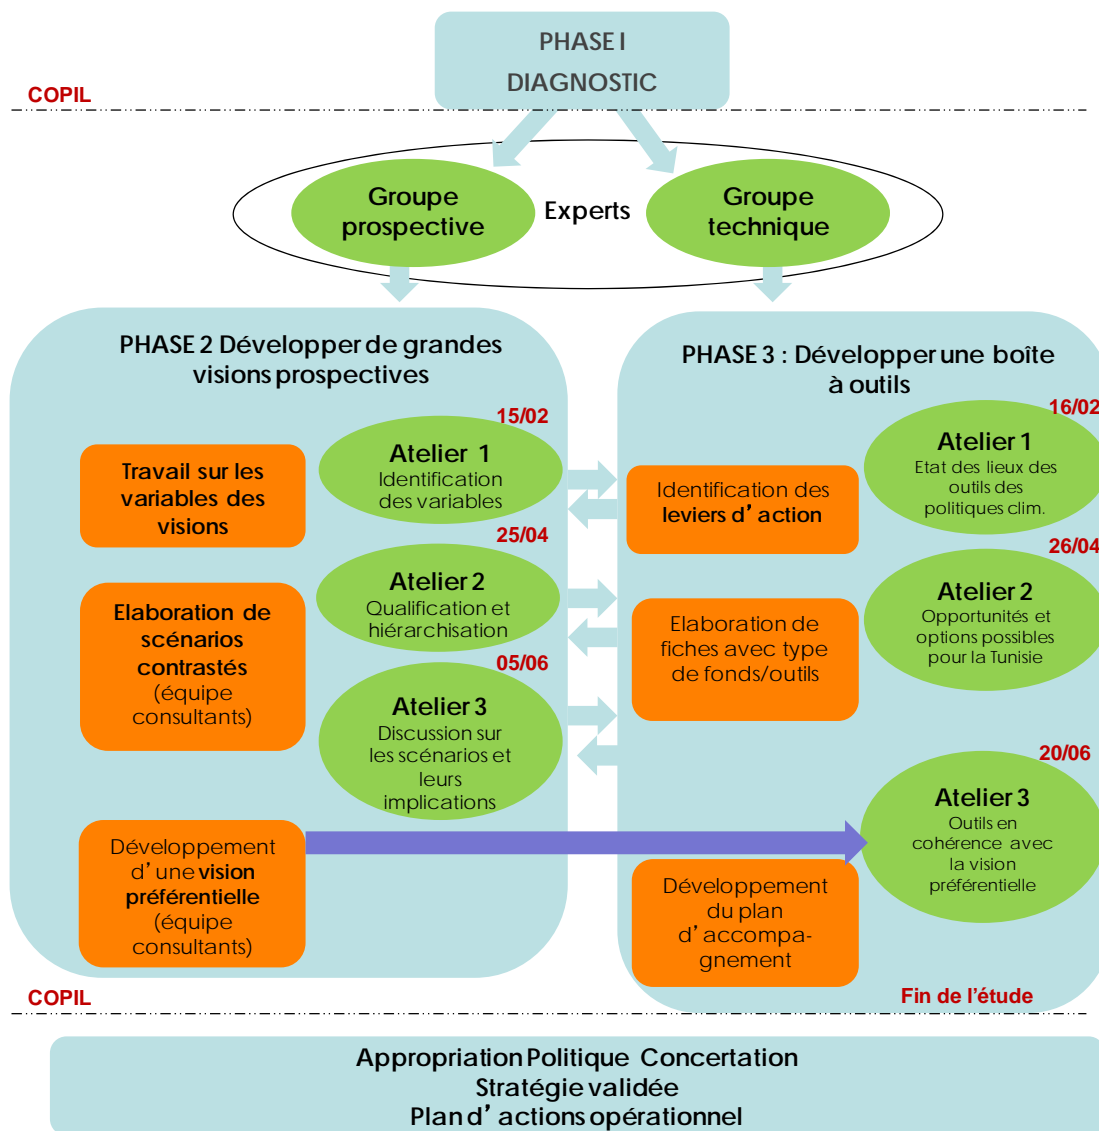 PHASE I
DIAGNOSTIC
COPIL
Groupe
prospective
Experts
Groupe
technique
PHASE 2 Développer de grandes
visions prospectives
15/02
Travail sur les
variables des
visions
Atelier 1
Identification
des variables
25/04
Elaboration de
scénarios
contrastés
(équipe
consultants)
Atelier 2
Qualification et
hiérarchisation
05/06
Atelier 3
Discussion sur
les scénarios et
leurs
implications
Développement
d'une vision
préférentielle
(équipe
consultants)
PHASE 3 : Développer une boîte
à outils
16/02
Identification des
leviers d'action
Atelier 1
Etat des lieux des
outils des
politiques clim.
26/04
Elaboration de
fiches avec type
de fonds/outils
Atelier 2
Opportunités et
options possibles
pour la Tunisie
20/06
Atelier 3
Outils en
cohérence avec
la vision
préférentielle
Développement
du plan
d'accompa-
gnement
COPIL
Fin de l'étude
Appropriation Politique Concertation
Stratégie validée
Plan d'actions opérationnel